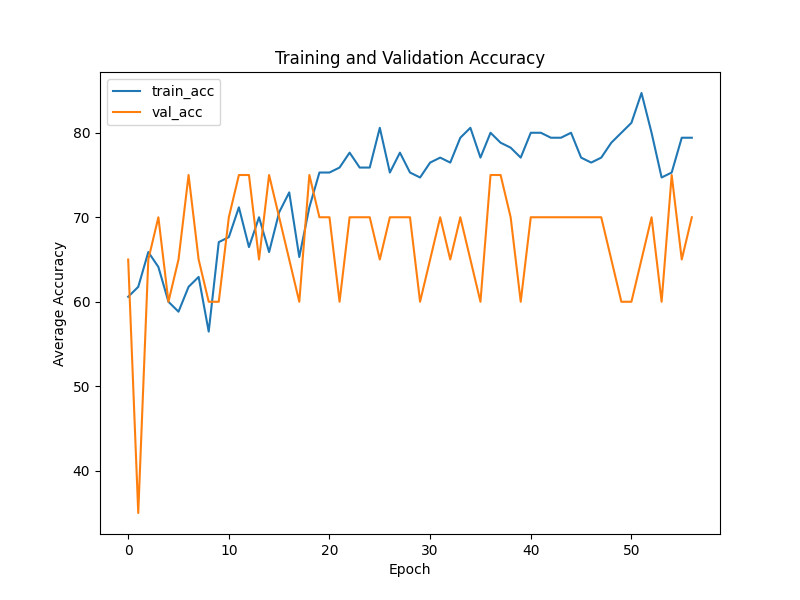 Training and Validation Accuracy
train_acc
val_acc
80
70
60
50
40
Average Accuracy
0 10 20 30 40 50
Epoch